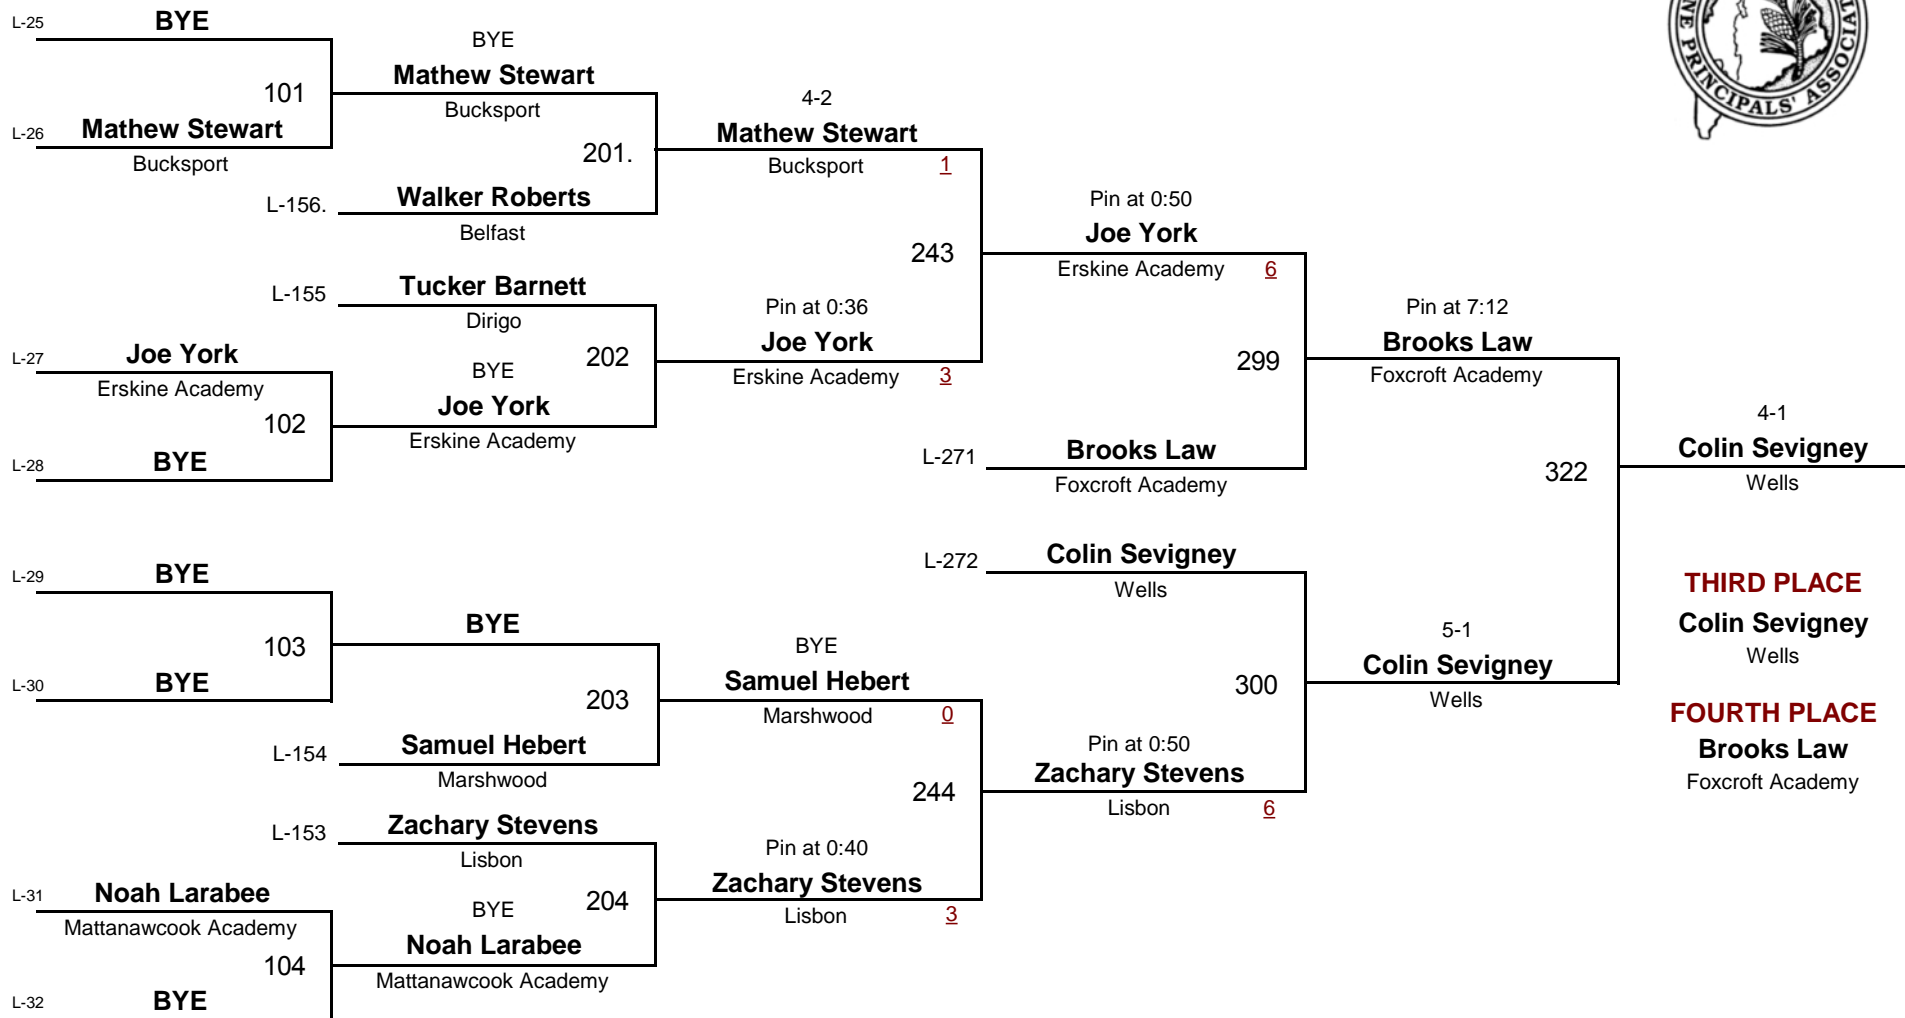 L-25 BYE
101
L-26 Mathew Stewart
Bucksport
BYE
Mathew Stewart
Bucksport
201.
L-156. Walker Roberts
Belfast
4-2
Mathew Stewart
Bucksport 1
L-155 Tucker Barnett
Dirigo
202
L-27 Joe York
Erskine Academy
102
L-28 BYE
BYE
Joe York
Erskine Academy
Pin at 0:36
Joe York
Erskine Academy 3
243
Pin at 0:50
Joe York
Erskine Academy 6
299
L-271 Brooks Law
Foxcroft Academy
Pin at 7:12
Brooks Law
Foxcroft Academy
322
4-1
Colin Sevigney
Wells
L-29 BYE
103
L-30 BYE
BYE
203
L-154 Samuel Hebert
Marshwood
BYE
Samuel Hebert
Marshwood 0
L-153 Zachary Stevens
Lisbon
204
L-31 Noah Larabee
Mattanawcook Academy
104
L-32 BYE
BYE
Noah Larabee
Mattanawcook Academy
Pin at 0:40
Zachary Stevens
Lisbon 3
244
Pin at 0:50
Zachary Stevens
Lisbon 6
L-272 Colin Sevigney
Wells
300
5-1
Colin Sevigney
Wells
THIRD PLACE
Colin Sevigney
Wells
FOURTH PLACE
Brooks Law
Foxcroft Academy
PRINCIPALS'